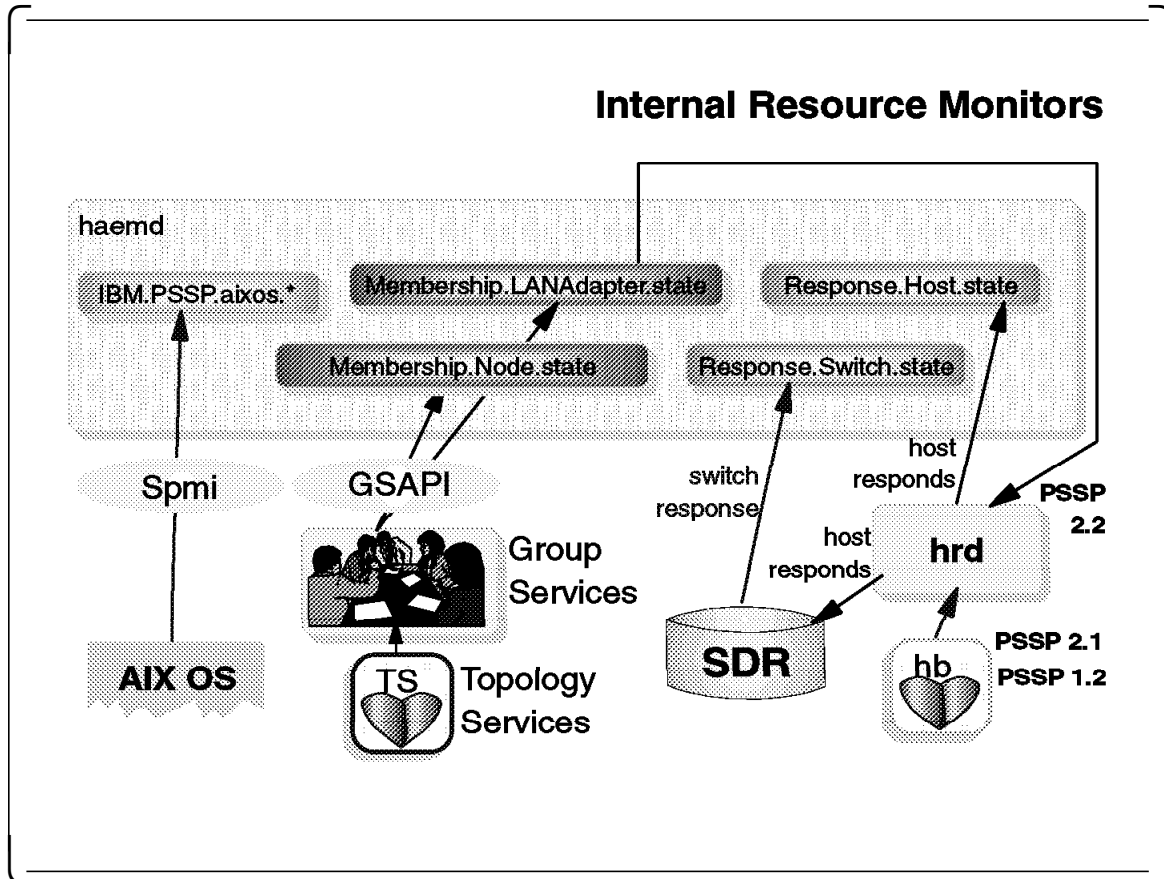 Internal Resource Monitors
haemd
IBM.PSSP.aixos.*
Membership.LANAdapter.state
Response.Host.state
Membership.Node.state
Response.Switch.state
Spmi
GSAPI
switch
response
host
responds
PSSP
2.2
host
responds
hrd
Group
Services
AIX OS
TS
Topology
Services
SDR
hb
PSSP 2.1
PSSP 1.2